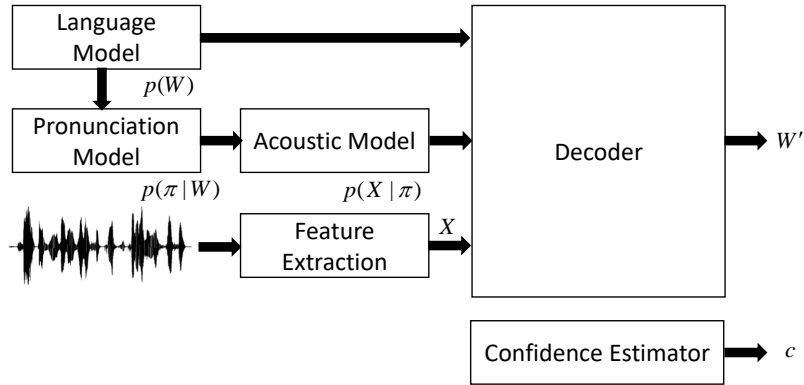 Language
Model
p(W)
Pronunciation
Model
p(π | W)
Acoustic Model
p(X | π)
Feature
Extraction
X
Decoder
W′
Confidence Estimator
c